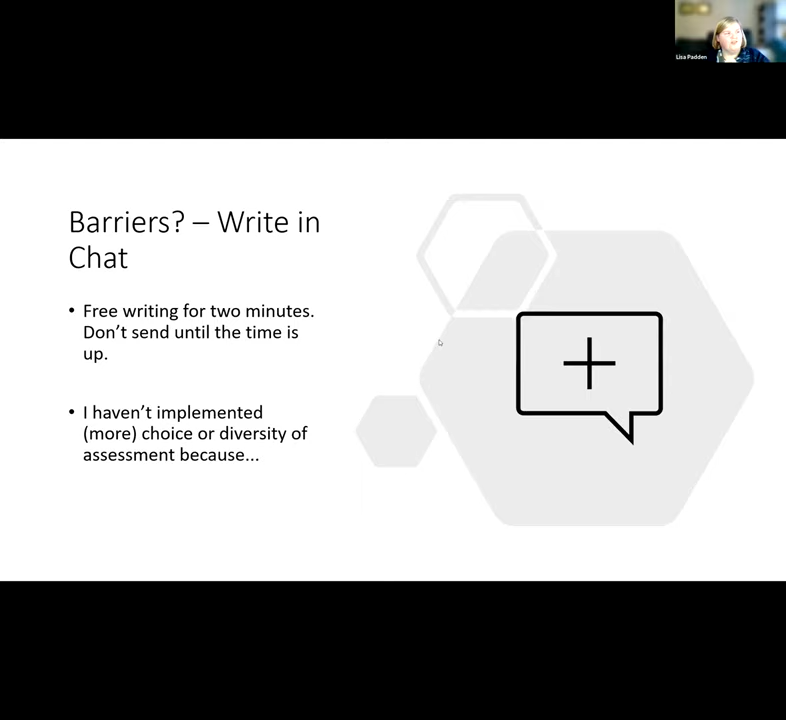 Lisa Padden
Barriers? – Write in
Chat
• Free writing for two minutes.
Don’t send until the time is
up.
• I haven’t implemented
(more) choice or diversity of
assessment because...